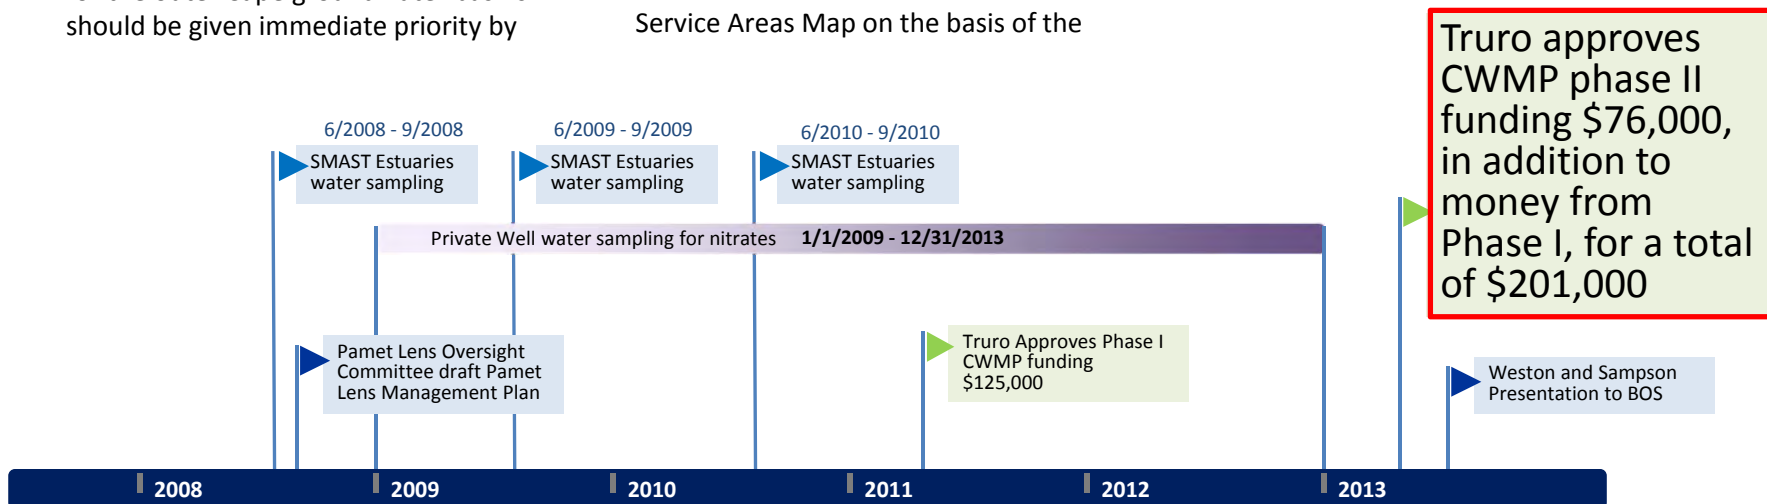 should be given immediate priority by
Service Areas Map on the basis of the
Truro approves
CWMP phase II
funding $76,000,
in addition to
money from
Phase I, for a total
of $201,000
6/2008 - 9/2008
SMAST Estuaries
water sampling
6/2009 - 9/2009
SMAST Estuaries
water sampling
6/2010 - 9/2010
SMAST Estuaries
water sampling
Private Well water sampling for nitrates 1/1/2009 - 12/31/2013
Pamet Lens Oversight
Committee draft Pamet
Lens Management Plan
Truro Approves Phase I
CWMP funding
$125,000
Weston and Sampson
Presentation to BOS
2008
2009
2010
2011
2012
2013